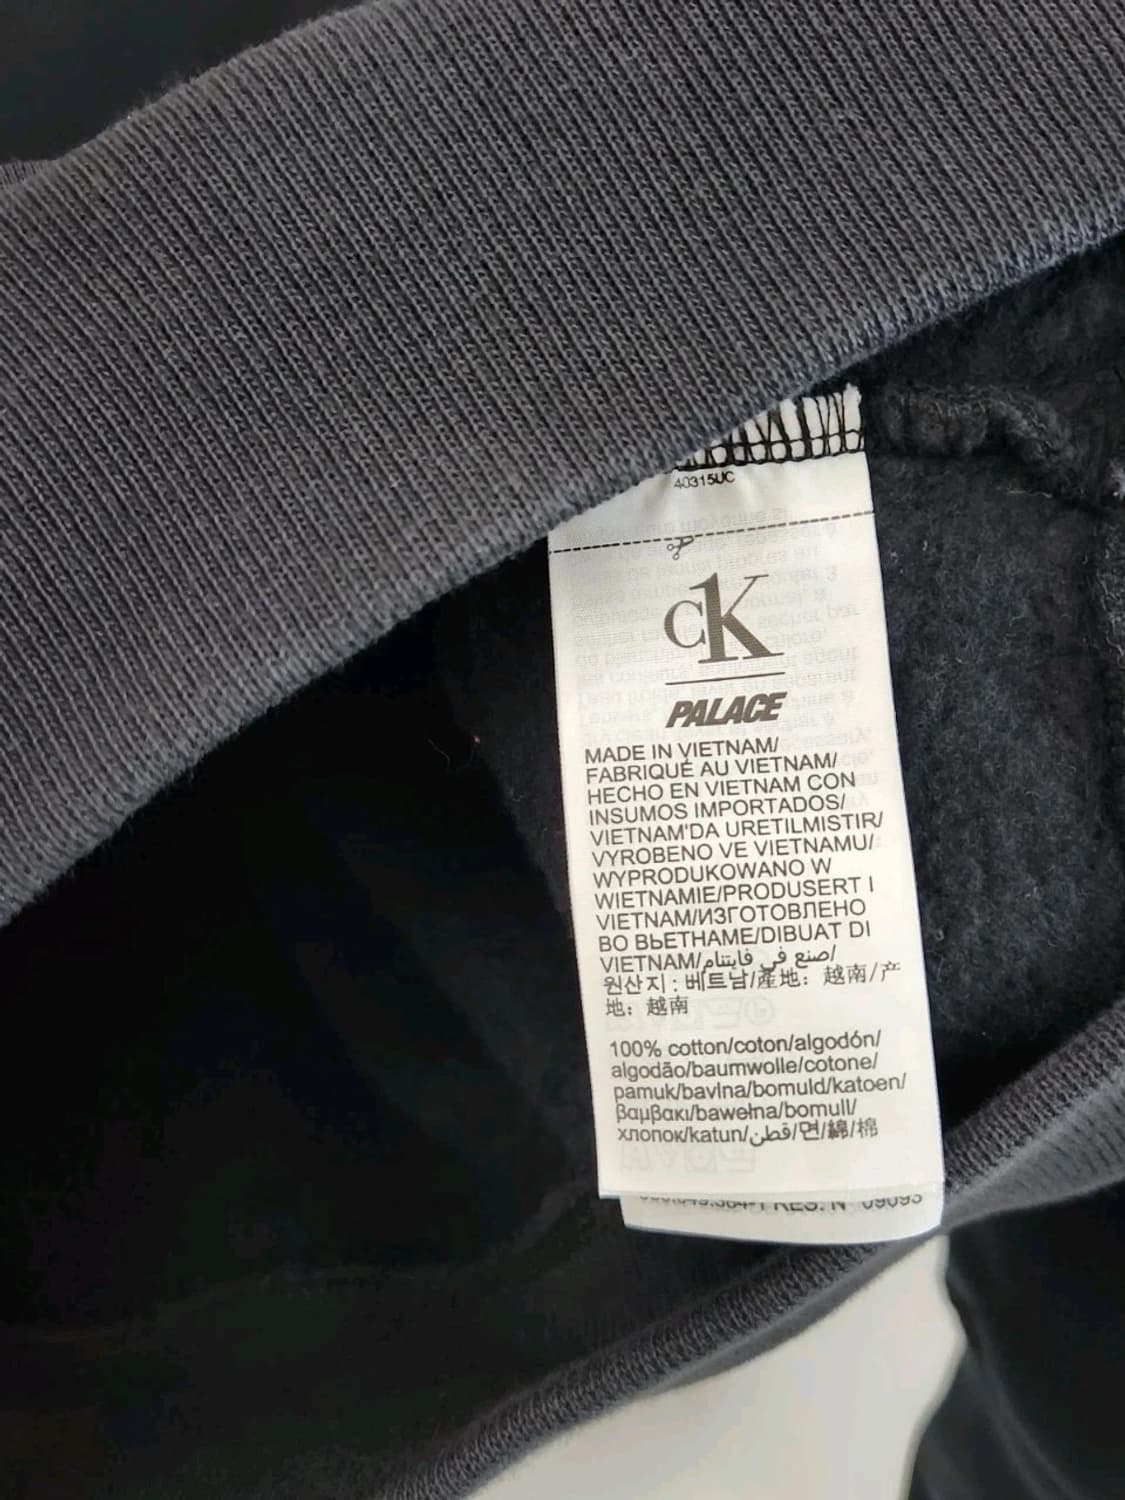 40315UC
cK
PALACE
MADE IN VIETNAM/
FABRIQUÉ AU VIETNAM/
HECHO EN VIETNAM CON
INSUMOS IMPORTADOS/
VIETNAM'DA URETILMISTIR/
VYROBENO VE VIETNAMU/
WYPRODUKOWANO W
WIETNAMIE/PRODUSERT I
VIETNAM/ИЗГОТОВЛЕНО
ВО ВЬЕТНАМЕ/DIBUAT DI
VIETNAM/صنع في فايتنام/
원산지 : 베트남/產地：越南/产
地：越南
100% cotton/coton/algodón/
algodão/baumwolle/cotone/
pamuk/bavlna/bomuld/katoen/
βαμβακι/bawełna/bomull/
хлопок/katun/قطن/면/綿/棉